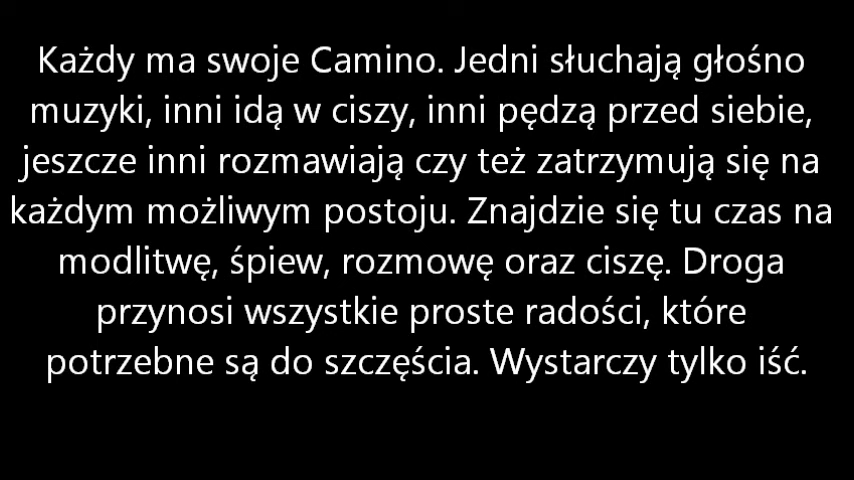 Każdy ma swoje Camino. Jedni słuchają głośno
muzyki, inni idą w ciszy, inni pędzą przed siebie,
jeszcze inni rozmawiają czy też zatrzymują się na
każdym możliwym postoju. Znajdzie się tu czas na
modlitwę, śpiew, rozmowę oraz ciszę. Droga
przynosi wszystkie proste radości, które
potrzebne są do szczęścia. Wystarczy tylko iść.